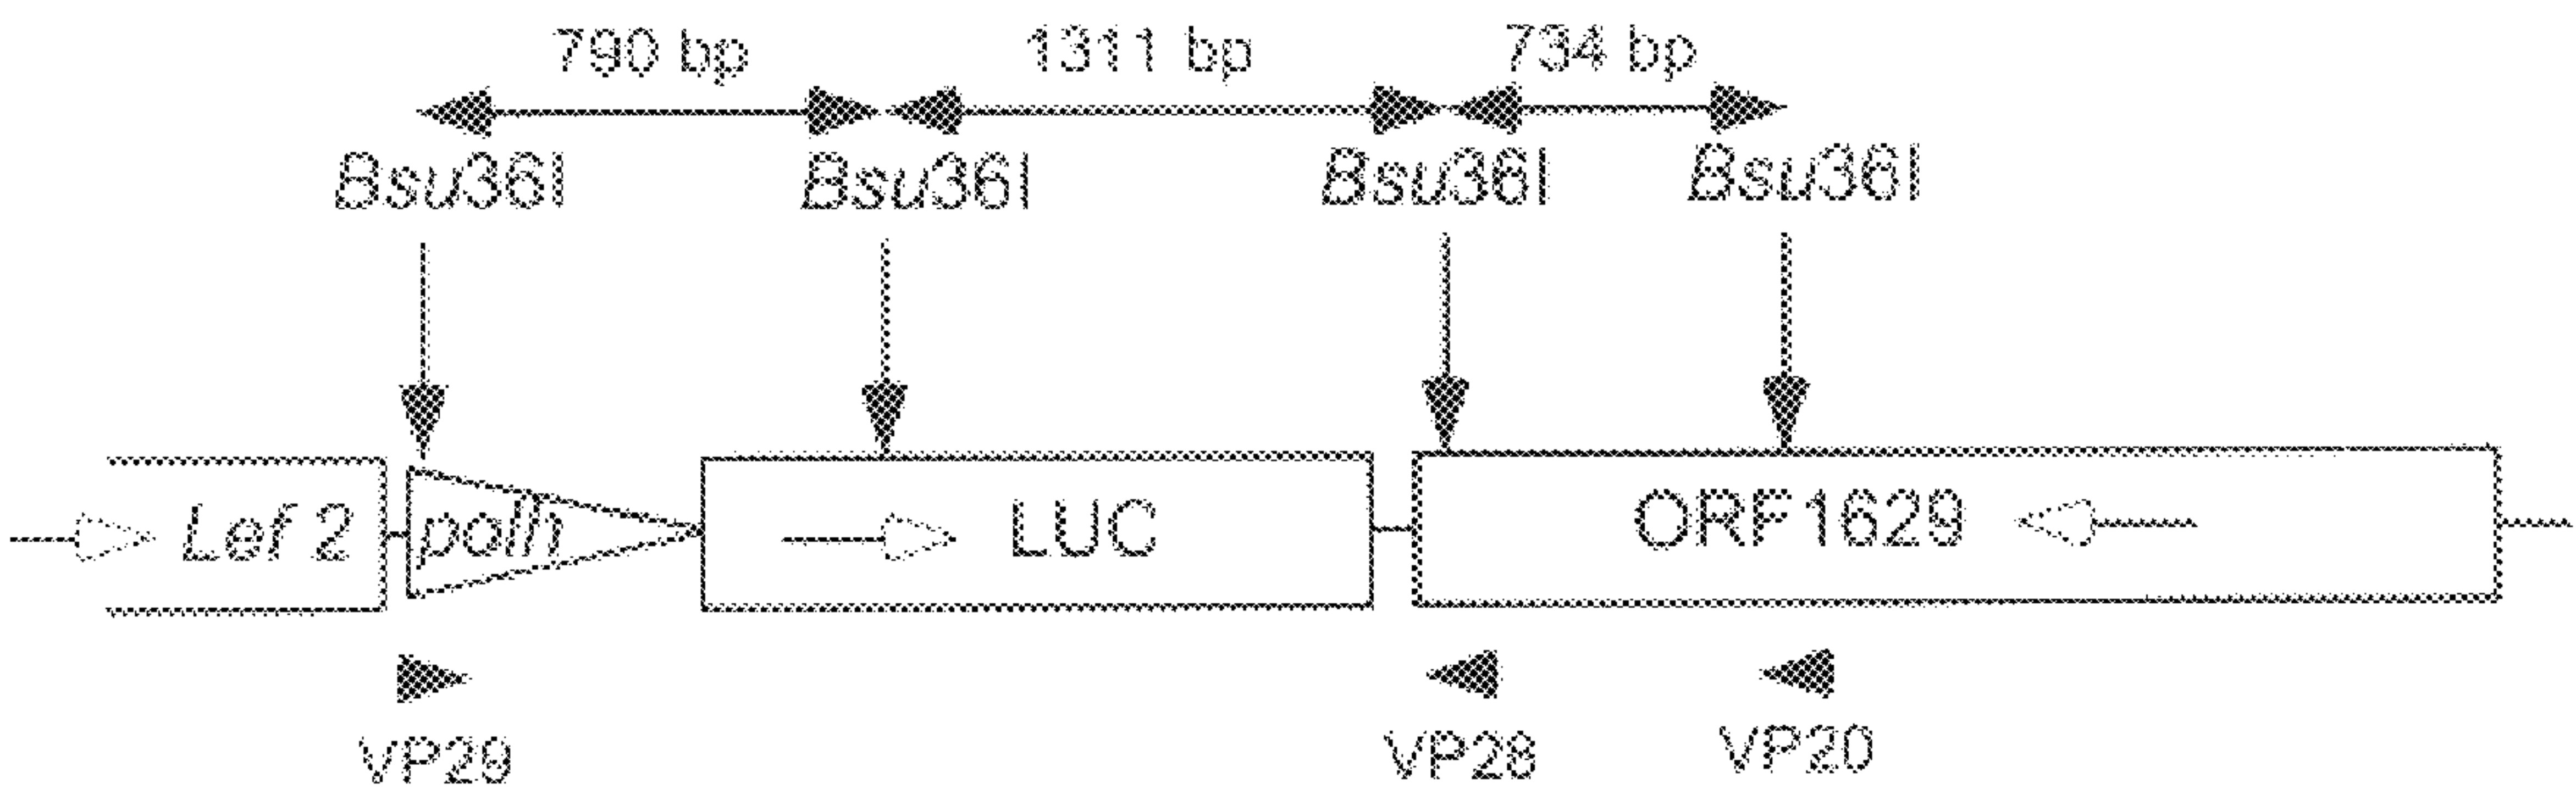 790 bp 1311 bp 734 bp
Bsu36I Bsu36I Bsu36I Bsu36I
Lef 2 polh LUC ORF1629
VP29 VP28 VP20